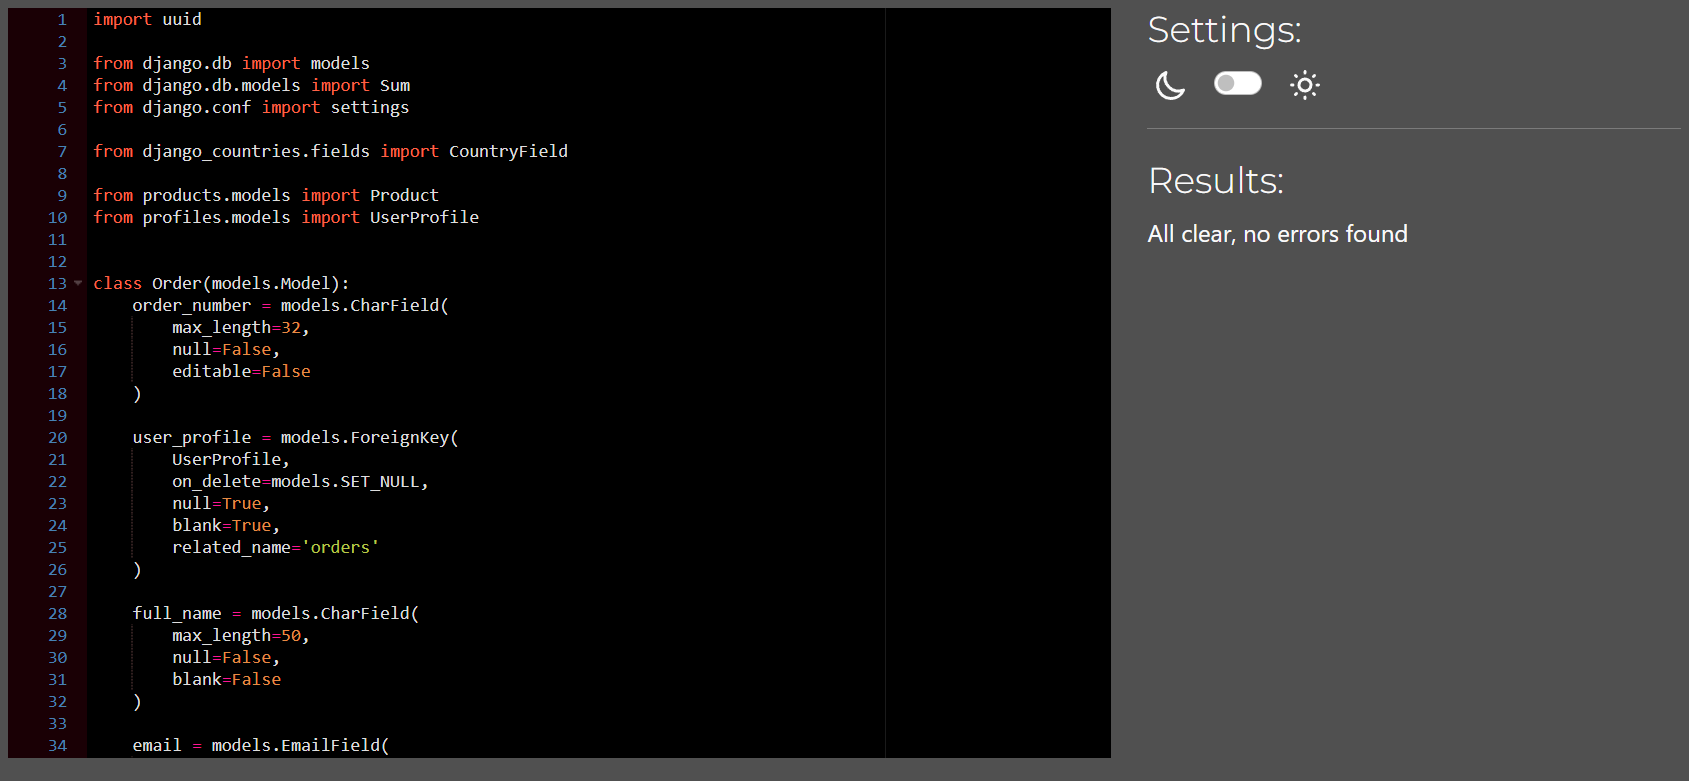 1 import uuid
2
3 from django.db import models
4 from django.db.models import Sum
5 from django.conf import settings
6
7 from django_countries.fields import CountryField
8
9 from products.models import Product
10 from profiles.models import UserProfile
11
12
13 class Order(models.Model):
14     order_number = models.CharField(
15         max_length=32,
16         null=False,
17         editable=False
18     )
19
20     user_profile = models.ForeignKey(
21         UserProfile,
22         on_delete=models.SET_NULL,
23         null=True,
24         blank=True,
25         related_name='orders'
26     )
27
28     full_name = models.CharField(
29         max_length=50,
30         null=False,
31         blank=False
32     )
33
34     email = models.EmailField(
Settings:
Results:
All clear, no errors found